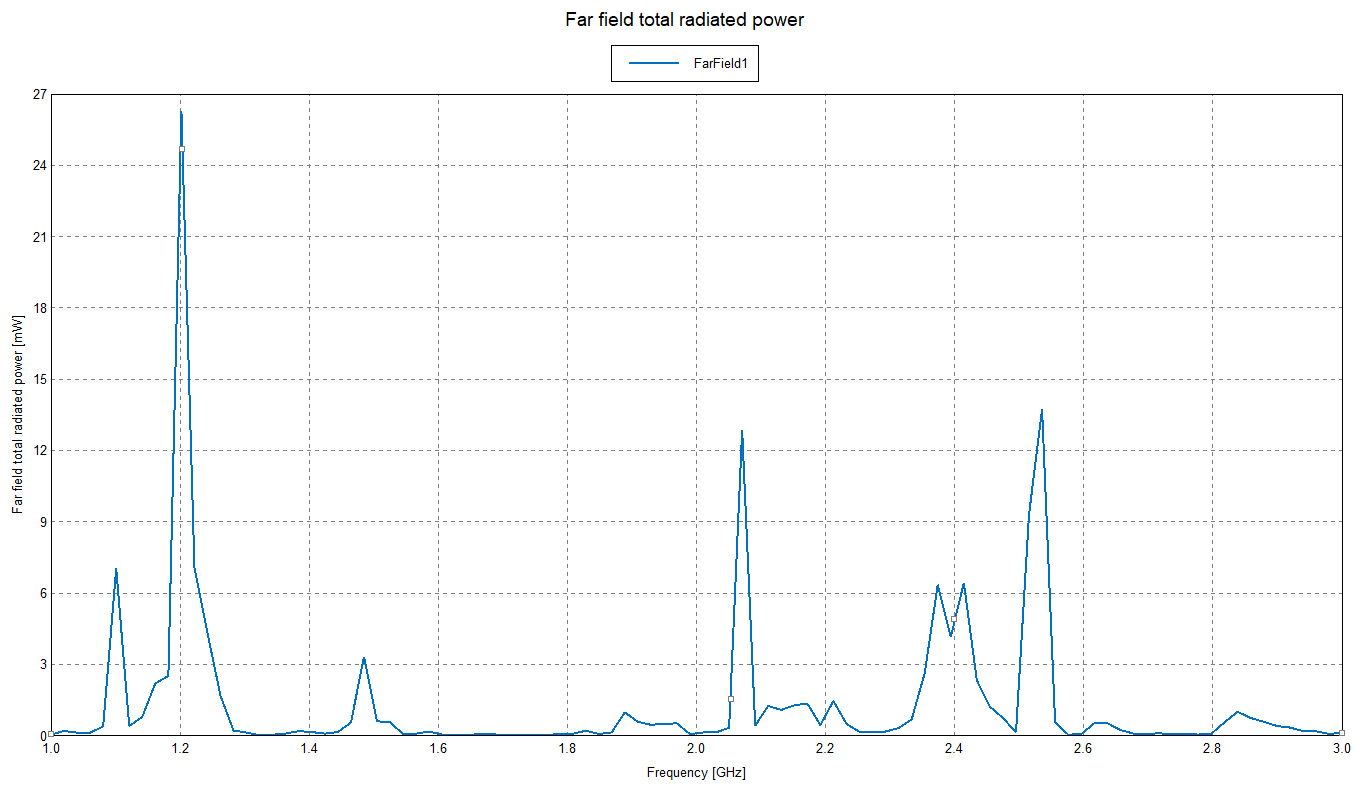 Far field total radiated power
FarField1
27
24
21
18
15
12
9
6
3
0
Far field total radiated power [mW]
1.0 1.2 1.4 1.6 1.8 2.0 2.2 2.4 2.6 2.8 3.0
Frequency [GHz]